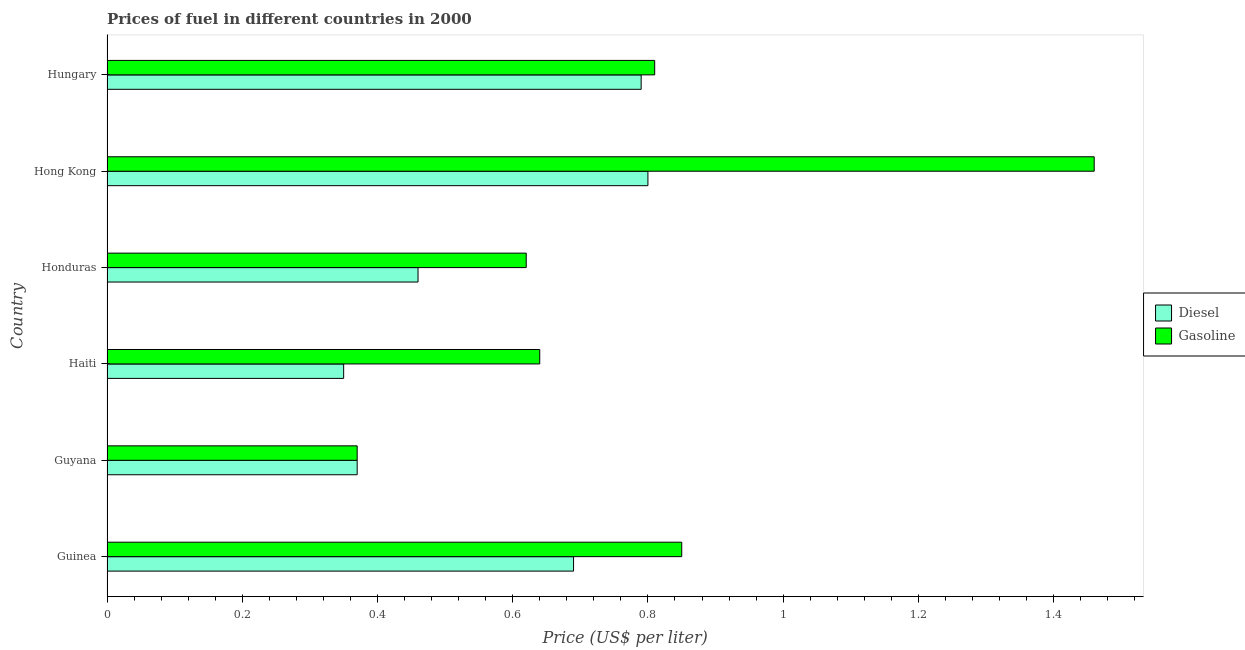 Prices of fuel in different countries in 2000
Hungary
Hong Kong
Honduras
Haiti
Guyana
Guinea
Country
0
0.2
0.4
0.6
0.8
1
1.2
1.4
Price (US$ per liter)
Diesel
Gasoline